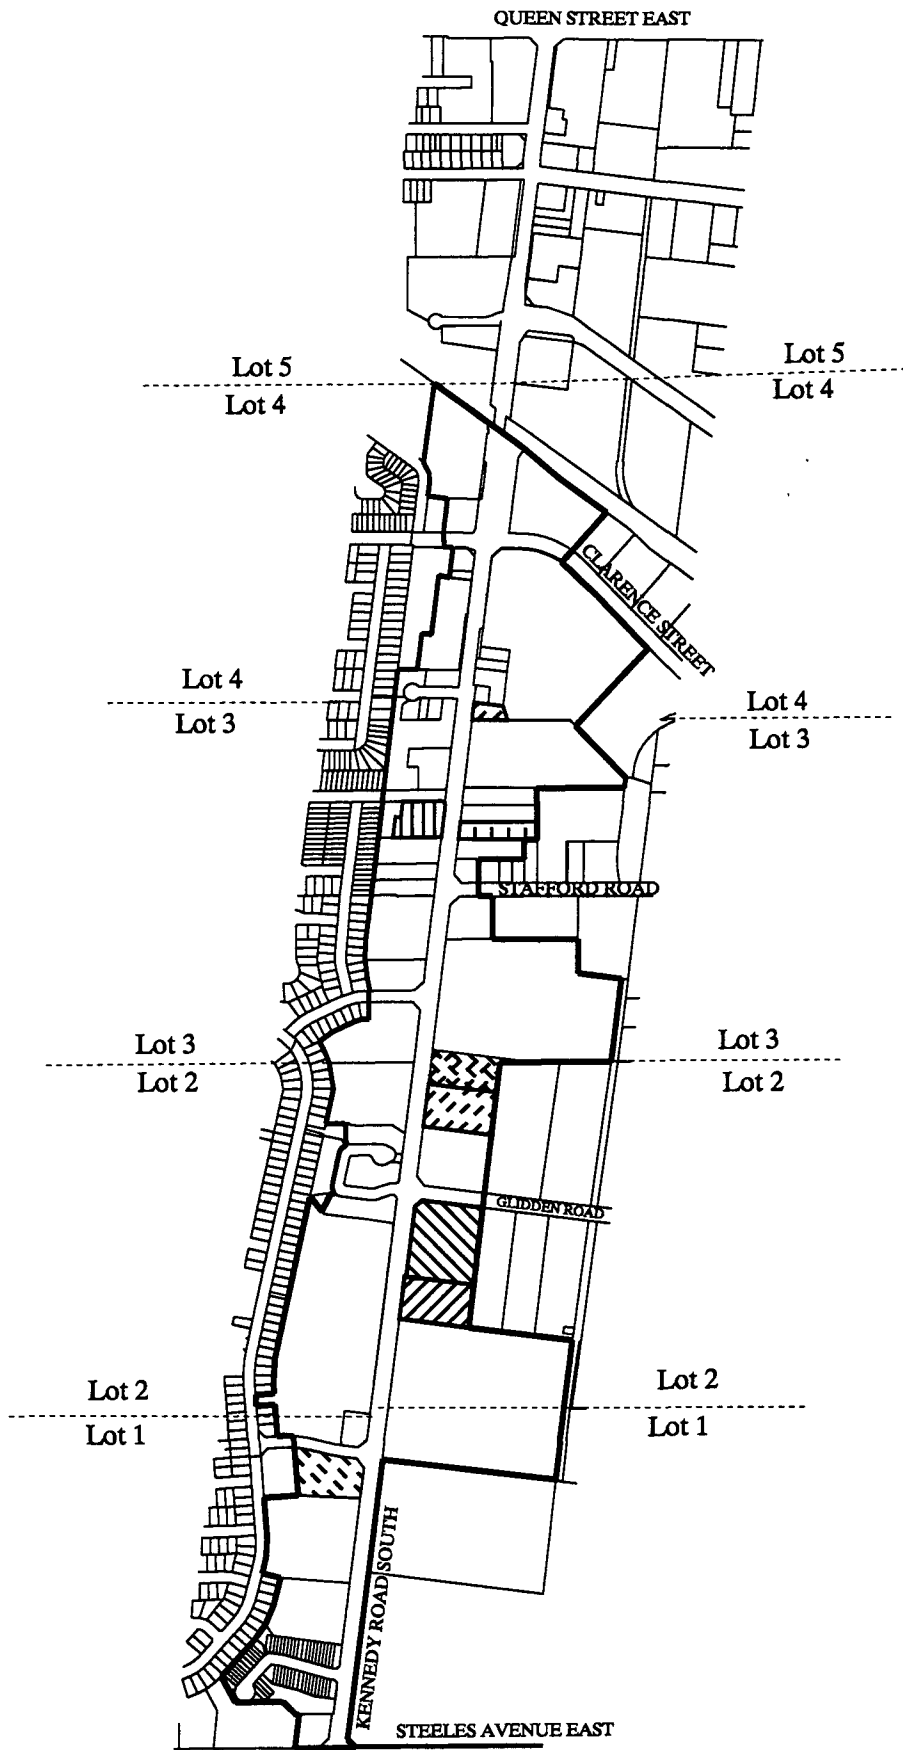 QUEEN STREET EAST
Lot 5
Lot 4
Lot 5
Lot 4
CLARENCE STREET
Lot 4
Lot 3
Lot 4
Lot 3
STAFFORD ROAD
Lot 3
Lot 2
Lot 3
Lot 2
GLIDDEN ROAD
Lot 2
Lot 1
Lot 2
Lot 1
KENNEDY ROAD SOUTH
STEELES AVENUE EAST